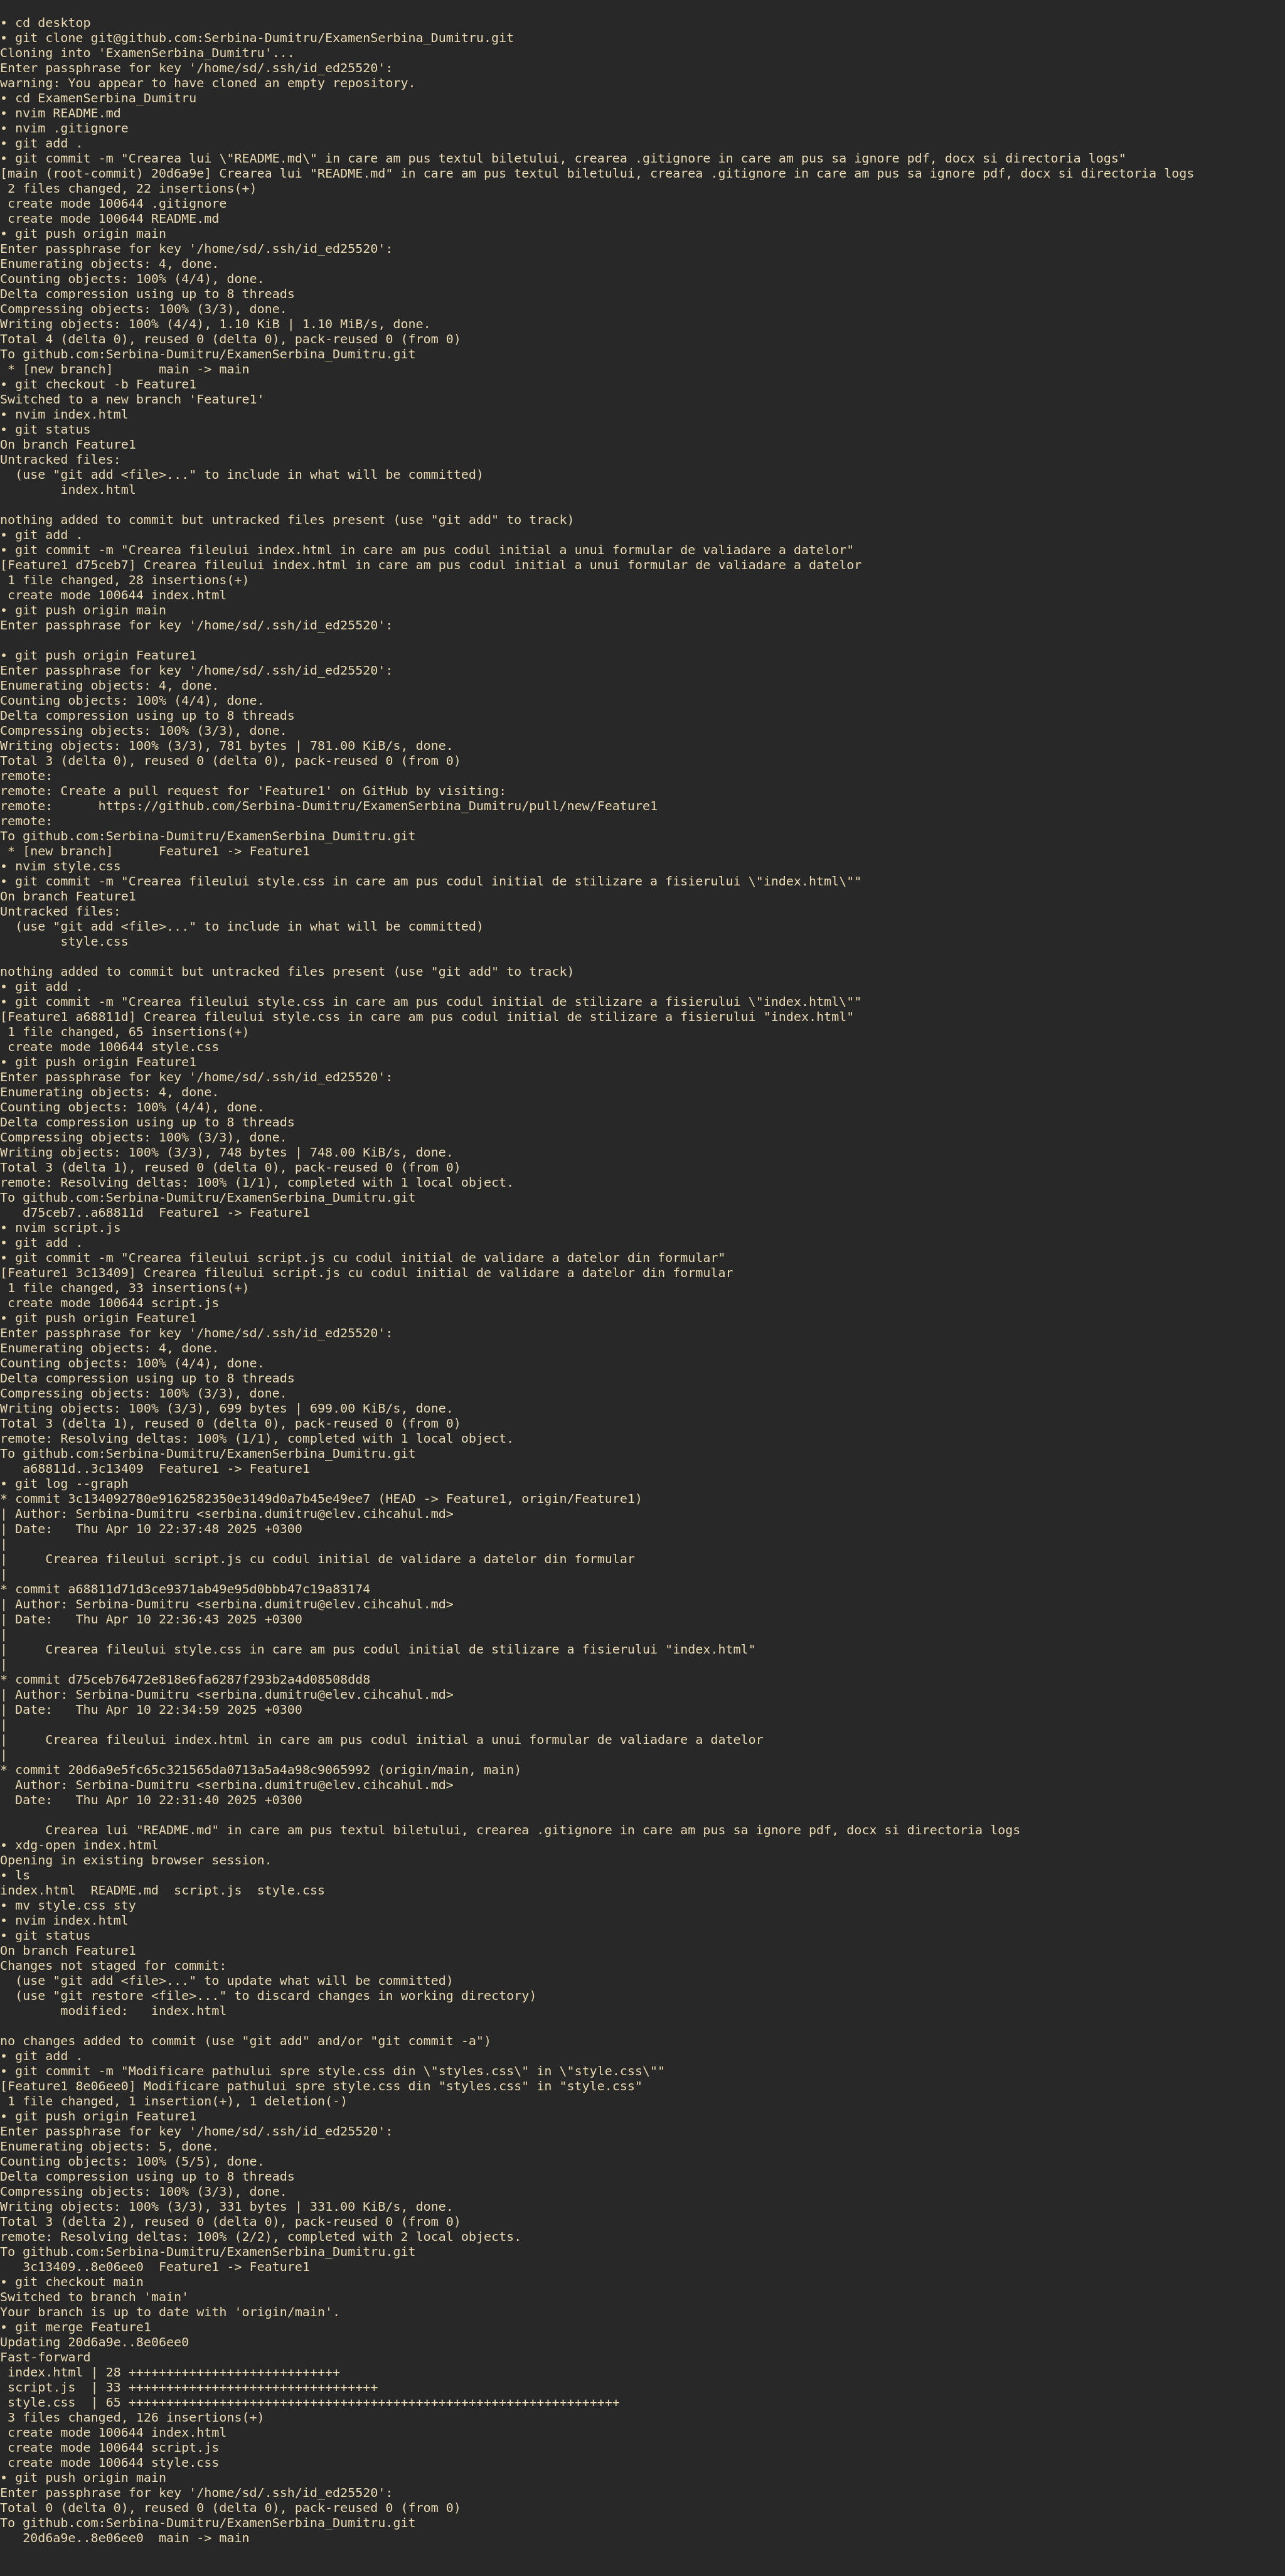 • cd desktop
• git clone git@github.com:Serbina-Dumitru/ExamenSerbina_Dumitru.git
Cloning into 'ExamenSerbina_Dumitru'...
Enter passphrase for key '/home/sd/.ssh/id_ed25520':
warning: You appear to have cloned an empty repository.
• cd ExamenSerbina_Dumitru
• nvim README.md
• nvim .gitignore
• git add .
• git commit -m "Crearea lui \"README.md\" in care am pus textul biletului, crearea .gitignore in care am pus sa ignore pdf, docx si directoria logs"
[main (root-commit) 20d6a9e] Crearea lui "README.md" in care am pus textul biletului, crearea .gitignore in care am pus sa ignore pdf, docx si directoria logs
 2 files changed, 22 insertions(+)
 create mode 100644 .gitignore
 create mode 100644 README.md
• git push origin main
Enter passphrase for key '/home/sd/.ssh/id_ed25520':
Enumerating objects: 4, done.
Counting objects: 100% (4/4), done.
Delta compression using up to 8 threads
Compressing objects: 100% (3/3), done.
Writing objects: 100% (4/4), 1.10 KiB | 1.10 MiB/s, done.
Total 4 (delta 0), reused 0 (delta 0), pack-reused 0 (from 0)
To github.com:Serbina-Dumitru/ExamenSerbina_Dumitru.git
 * [new branch]      main -> main
• git checkout -b Feature1
Switched to a new branch 'Feature1'
• nvim index.html
• git status
On branch Feature1
Untracked files:
  (use "git add <file>..." to include in what will be committed)
        index.html

nothing added to commit but untracked files present (use "git add" to track)
• git add .
• git commit -m "Crearea fileului index.html in care am pus codul initial a unui formular de valiadare a datelor"
[Feature1 d75ceb7] Crearea fileului index.html in care am pus codul initial a unui formular de valiadare a datelor
 1 file changed, 28 insertions(+)
 create mode 100644 index.html
• git push origin main
Enter passphrase for key '/home/sd/.ssh/id_ed25520':

• git push origin Feature1
Enter passphrase for key '/home/sd/.ssh/id_ed25520':
Enumerating objects: 4, done.
Counting objects: 100% (4/4), done.
Delta compression using up to 8 threads
Compressing objects: 100% (3/3), done.
Writing objects: 100% (3/3), 781 bytes | 781.00 KiB/s, done.
Total 3 (delta 0), reused 0 (delta 0), pack-reused 0 (from 0)
remote:
remote: Create a pull request for 'Feature1' on GitHub by visiting:
remote:      https://github.com/Serbina-Dumitru/ExamenSerbina_Dumitru/pull/new/Feature1
remote:
To github.com:Serbina-Dumitru/ExamenSerbina_Dumitru.git
 * [new branch]      Feature1 -> Feature1
• nvim style.css
• git commit -m "Crearea fileului style.css in care am pus codul initial de stilizare a fisierului \"index.html\""
On branch Feature1
Untracked files:
  (use "git add <file>..." to include in what will be committed)
        style.css

nothing added to commit but untracked files present (use "git add" to track)
• git add .
• git commit -m "Crearea fileului style.css in care am pus codul initial de stilizare a fisierului \"index.html\""
[Feature1 a68811d] Crearea fileului style.css in care am pus codul initial de stilizare a fisierului "index.html"
 1 file changed, 65 insertions(+)
 create mode 100644 style.css
• git push origin Feature1
Enter passphrase for key '/home/sd/.ssh/id_ed25520':
Enumerating objects: 4, done.
Counting objects: 100% (4/4), done.
Delta compression using up to 8 threads
Compressing objects: 100% (3/3), done.
Writing objects: 100% (3/3), 748 bytes | 748.00 KiB/s, done.
Total 3 (delta 1), reused 0 (delta 0), pack-reused 0 (from 0)
remote: Resolving deltas: 100% (1/1), completed with 1 local object.
To github.com:Serbina-Dumitru/ExamenSerbina_Dumitru.git
   d75ceb7..a68811d  Feature1 -> Feature1
• nvim script.js
• git add .
• git commit -m "Crearea fileului script.js cu codul initial de validare a datelor din formular"
[Feature1 3c13409] Crearea fileului script.js cu codul initial de validare a datelor din formular
 1 file changed, 33 insertions(+)
 create mode 100644 script.js
• git push origin Feature1
Enter passphrase for key '/home/sd/.ssh/id_ed25520':
Enumerating objects: 4, done.
Counting objects: 100% (4/4), done.
Delta compression using up to 8 threads
Compressing objects: 100% (3/3), done.
Writing objects: 100% (3/3), 699 bytes | 699.00 KiB/s, done.
Total 3 (delta 1), reused 0 (delta 0), pack-reused 0 (from 0)
remote: Resolving deltas: 100% (1/1), completed with 1 local object.
To github.com:Serbina-Dumitru/ExamenSerbina_Dumitru.git
   a68811d..3c13409  Feature1 -> Feature1
• git log --graph
* commit 3c134092780e9162582350e3149d0a7b45e49ee7 (HEAD -> Feature1, origin/Feature1)
| Author: Serbina-Dumitru <serbina.dumitru@elev.cihcahul.md>
| Date:   Thu Apr 10 22:37:48 2025 +0300
|
|     Crearea fileului script.js cu codul initial de validare a datelor din formular
|
* commit a68811d71d3ce9371ab49e95d0bbb47c19a83174
| Author: Serbina-Dumitru <serbina.dumitru@elev.cihcahul.md>
| Date:   Thu Apr 10 22:36:43 2025 +0300
|
|     Crearea fileului style.css in care am pus codul initial de stilizare a fisierului "index.html"
|
* commit d75ceb76472e818e6fa6287f293b2a4d08508dd8
| Author: Serbina-Dumitru <serbina.dumitru@elev.cihcahul.md>
| Date:   Thu Apr 10 22:34:59 2025 +0300
|
|     Crearea fileului index.html in care am pus codul initial a unui formular de valiadare a datelor
|
* commit 20d6a9e5fc65c321565da0713a5a4a98c9065992 (origin/main, main)
  Author: Serbina-Dumitru <serbina.dumitru@elev.cihcahul.md>
  Date:   Thu Apr 10 22:31:40 2025 +0300

      Crearea lui "README.md" in care am pus textul biletului, crearea .gitignore in care am pus sa ignore pdf, docx si directoria logs
• xdg-open index.html
Opening in existing browser session.
• ls
index.html  README.md  script.js  style.css
• mv style.css sty
• nvim index.html
• git status
On branch Feature1
Changes not staged for commit:
  (use "git add <file>..." to update what will be committed)
  (use "git restore <file>..." to discard changes in working directory)
        modified:   index.html

no changes added to commit (use "git add" and/or "git commit -a")
• git add .
• git commit -m "Modificare pathului spre style.css din \"styles.css\" in \"style.css\""
[Feature1 8e06ee0] Modificare pathului spre style.css din "styles.css" in "style.css"
 1 file changed, 1 insertion(+), 1 deletion(-)
• git push origin Feature1
Enter passphrase for key '/home/sd/.ssh/id_ed25520':
Enumerating objects: 5, done.
Counting objects: 100% (5/5), done.
Delta compression using up to 8 threads
Compressing objects: 100% (3/3), done.
Writing objects: 100% (3/3), 331 bytes | 331.00 KiB/s, done.
Total 3 (delta 2), reused 0 (delta 0), pack-reused 0 (from 0)
remote: Resolving deltas: 100% (2/2), completed with 2 local objects.
To github.com:Serbina-Dumitru/ExamenSerbina_Dumitru.git
   3c13409..8e06ee0  Feature1 -> Feature1
• git checkout main
Switched to branch 'main'
Your branch is up to date with 'origin/main'.
• git merge Feature1
Updating 20d6a9e..8e06ee0
Fast-forward
 index.html | 28 ++++++++++++++++++++++++++++
 script.js  | 33 +++++++++++++++++++++++++++++++++
 style.css  | 65 +++++++++++++++++++++++++++++++++++++++++++++++++++++++++++++++++
 3 files changed, 126 insertions(+)
 create mode 100644 index.html
 create mode 100644 script.js
 create mode 100644 style.css
• git push origin main
Enter passphrase for key '/home/sd/.ssh/id_ed25520':
Total 0 (delta 0), reused 0 (delta 0), pack-reused 0 (from 0)
To github.com:Serbina-Dumitru/ExamenSerbina_Dumitru.git
   20d6a9e..8e06ee0  main -> main